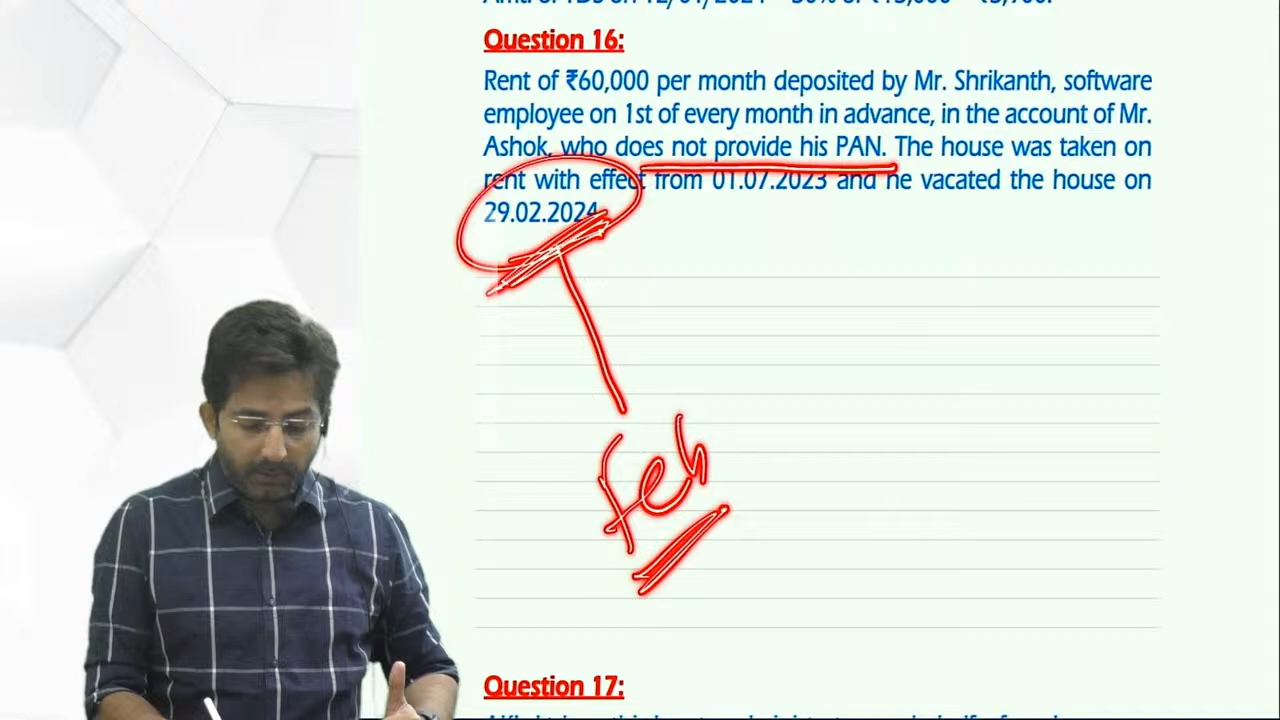 Question 16:
Rent of ₹60,000 per month deposited by Mr. Shrikanth, software
employee on 1st of every month in advance, in the account of Mr.
Ashok, who does not provide his PAN. The house was taken on
rent with effect from 01.07.2023 and he vacated the house on
29.02.2024.
Feb
Question 17: